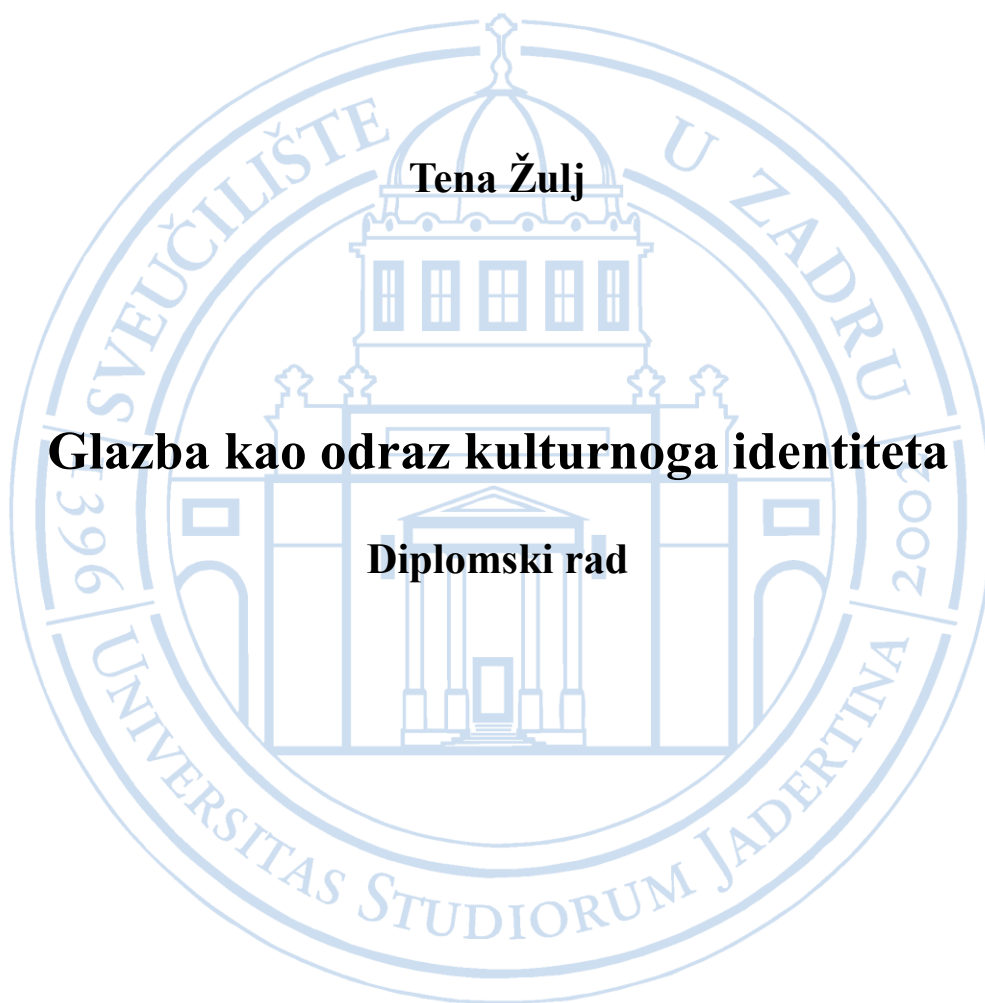 SVEUČILIŠTE U ZADRU
Tena Žulj
Glazba kao odraz kulturnoga identiteta
1396
2002
Diplomski rad
UNIVERSITAS STUDIORUM JADERTINA